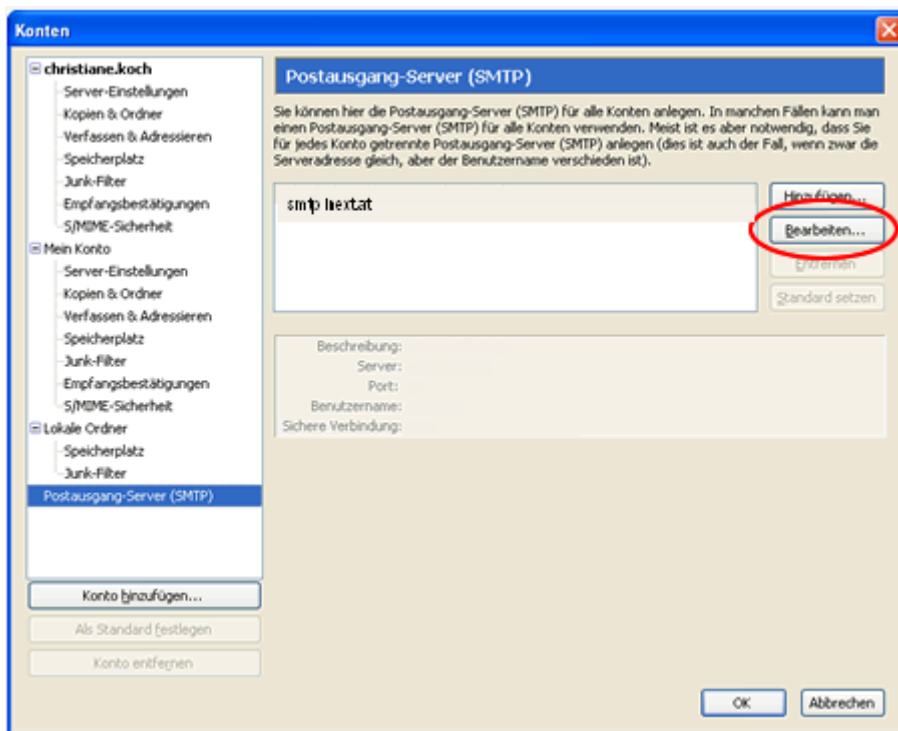 Konten
christiane.koch
Server-Einstellungen
Kopien & Ordner
Verfassen & Adressieren
Speicherplatz
Junk-Filter
Empfangsbestätigungen
S/MIME-Sicherheit
Mein Konto
Server-Einstellungen
Kopien & Ordner
Verfassen & Adressieren
Speicherplatz
Junk-Filter
Empfangsbestätigungen
S/MIME-Sicherheit
Lokale Ordner
Speicherplatz
Junk-Filter
Postausgang-Server (SMTP)
Konto hinzufügen...
Als Standard festlegen
Konto entfernen
Postausgang-Server (SMTP)
Sie können hier die Postausgang-Server (SMTP) für alle Konten anlegen. In manchen Fällen kann man
einen Postausgang-Server (SMTP) für alle Konten verwenden. Meist ist es aber notwendig, dass Sie
für jedes Konto getrennte Postausgang-Server (SMTP) anlegen (dies ist auch der Fall, wenn zwar die
Serveradresse gleich, aber der Benutzername verschieden ist).
smtp
Hinzufügen...
Bearbeiten...
Entfernen
Standard setzen
Beschreibung:
Server:
Port:
Benutzername:
Sichere Verbindung:
OK
Abbrechen